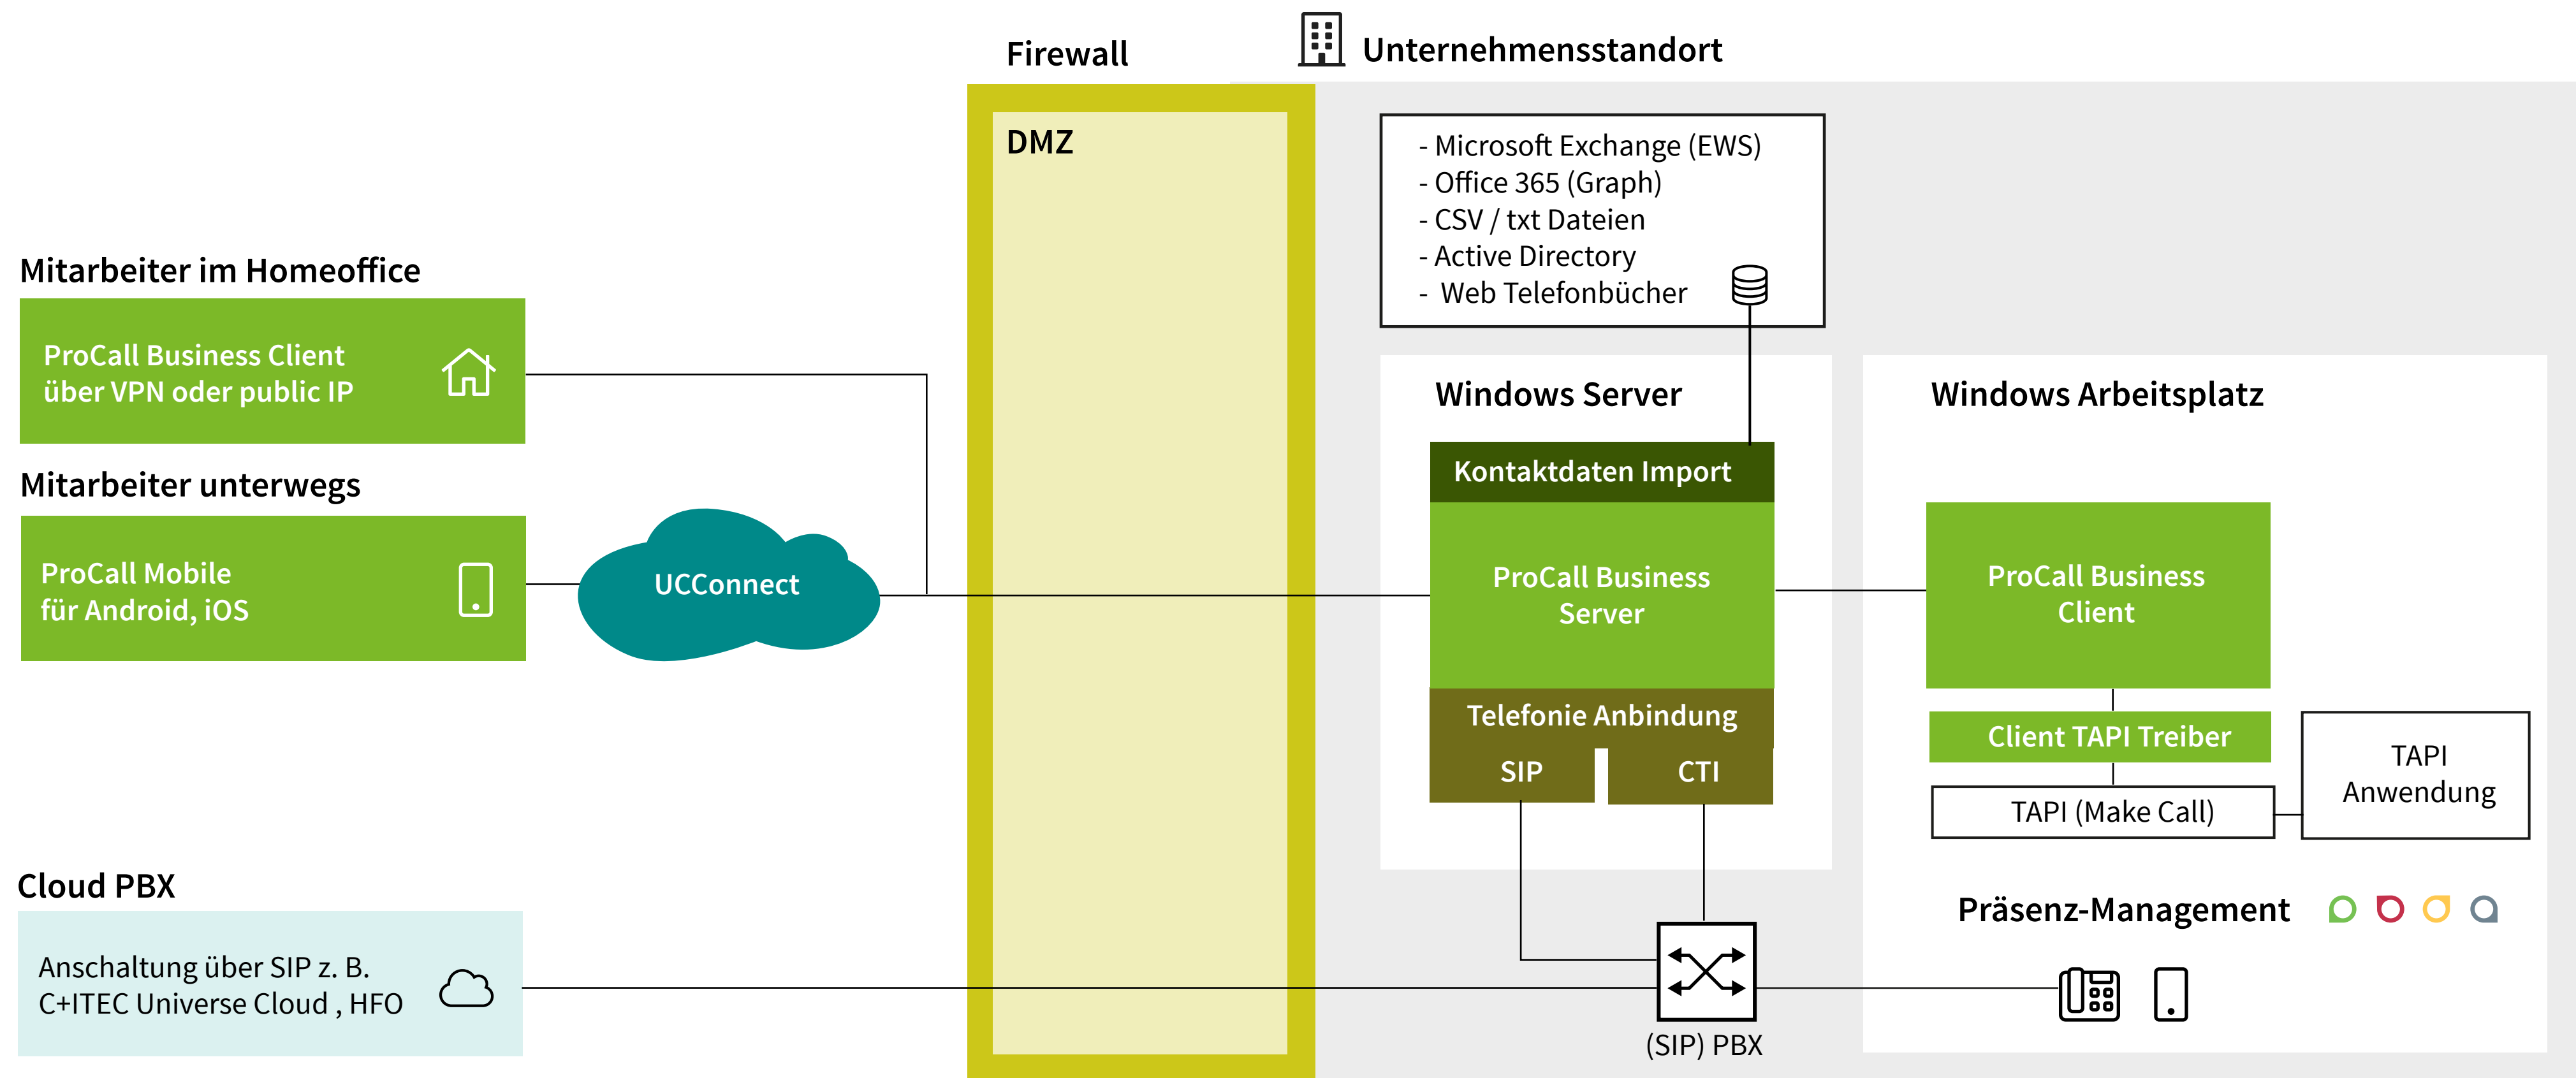 Firewall
Unternehmensstandort
DMZ
- Microsoft Exchange (EWS)
- Office 365 (Graph)
- CSV / txt Dateien
- Active Directory
- Web Telefonbücher
Mitarbeiter im Homeoffice
ProCall Business Client
über VPN oder public IP
Mitarbeiter unterwegs
ProCall Mobile
für Android, iOS
UCConnect
Windows Server
Kontaktdaten Import
ProCall Business
Server
Telefonie Anbindung
SIP
CTI
Windows Arbeitsplatz
ProCall Business
Client
Client TAPI Treiber
TAPI (Make Call)
TAPI
Anwendung
Präsenz-Management
Cloud PBX
Anschaltung über SIP z. B.
C+ITEC Universe Cloud , HFO
(SIP) PBX